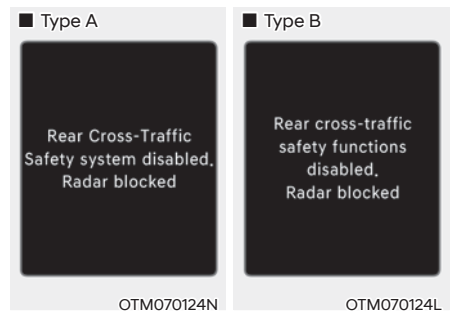 ■ Type A
Rear Cross-Traffic
Safety system disabled.
Radar blocked
OTM070124N
■ Type B
Rear cross-traffic
safety functions
disabled.
Radar blocked
OTM070124L